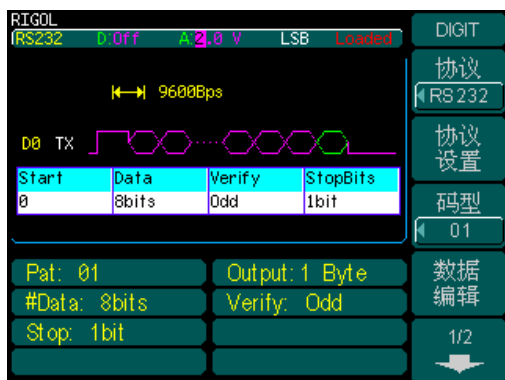 RIGOL
RS232 D:Off A:2.0 V LSB Loaded
9600Bps
D0 TX
Start Data Verify StopBits
0 8bits Odd 1bit
Pat: 01 Output: 1 Byte
#Data: 8bits Verify: Odd
Stop: 1bit
DIGIT
协议
RS232
协议
设置
码型
01
数据
编辑
1/2